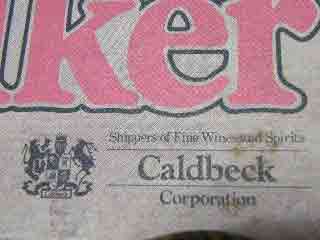 ker
Shippers of Fine Wines and Spirits
Caldbeck
Corporation